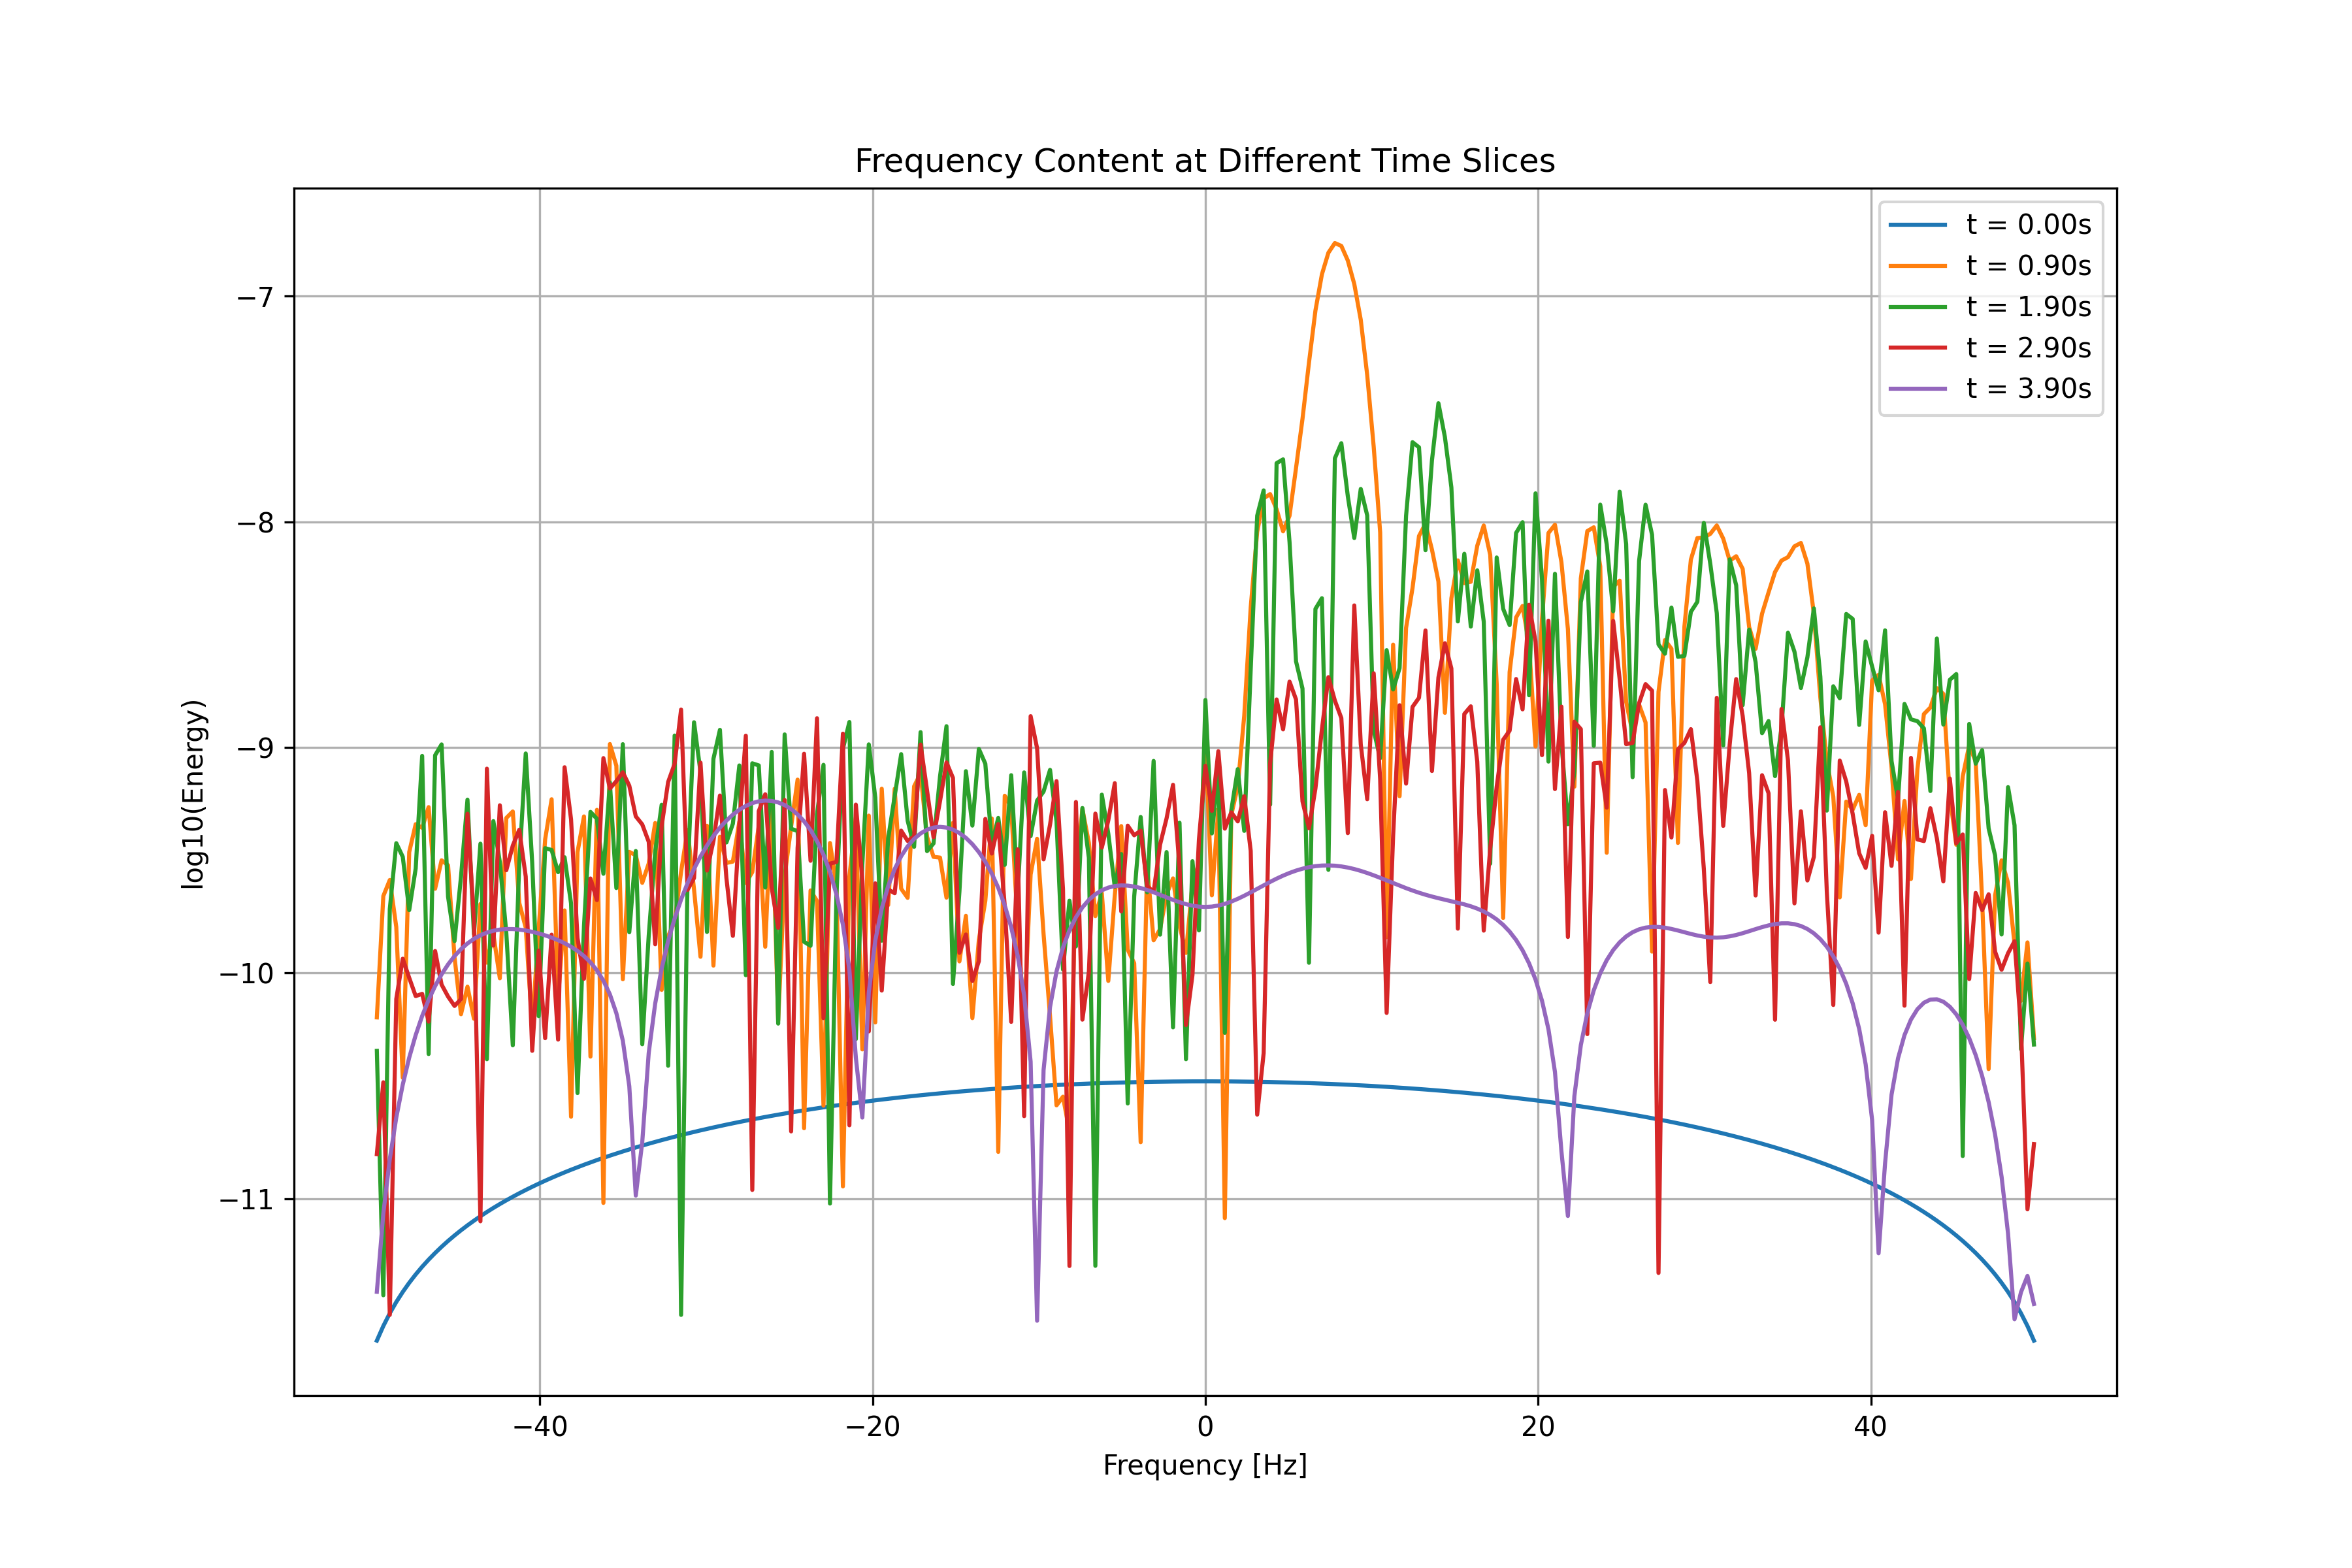 Frequency Content at Different Time Slices
t = 0.00s
t = 0.90s
t = 1.90s
t = 2.90s
t = 3.90s
log10(Energy)
−7
−8
−9
−10
−11
−40 −20 0 20 40
Frequency [Hz]